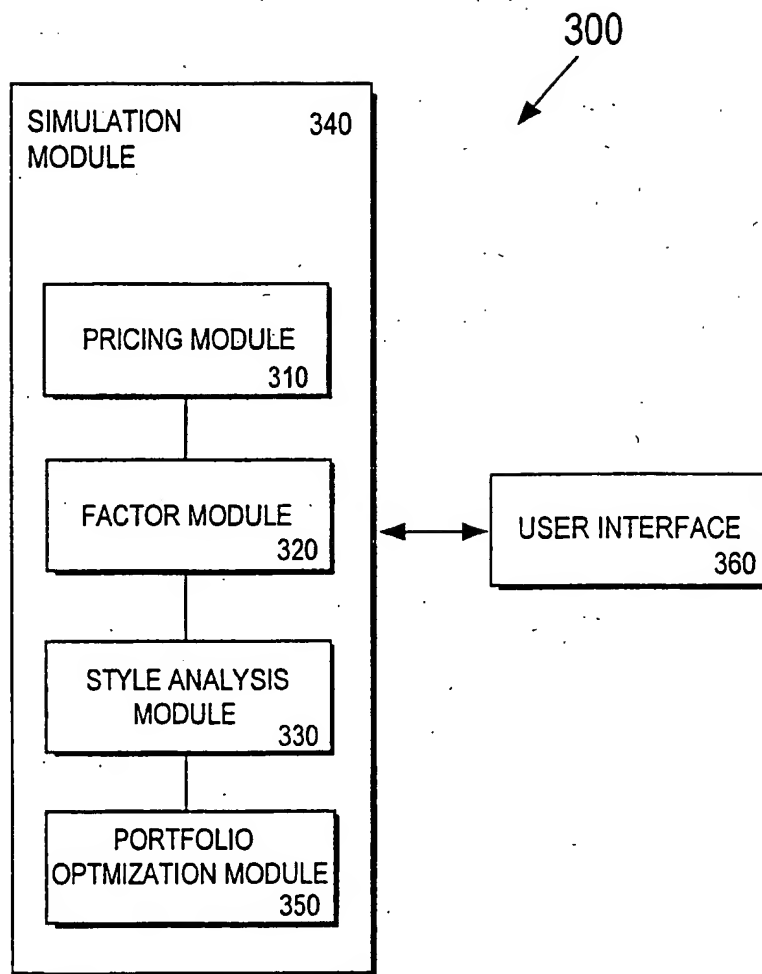 300
SIMULATION 340
MODULE
PRICING MODULE
310
FACTOR MODULE
320
USER INTERFACE
360
STYLE ANALYSIS
MODULE
330
PORTFOLIO
OPTMIZATION MODULE
350